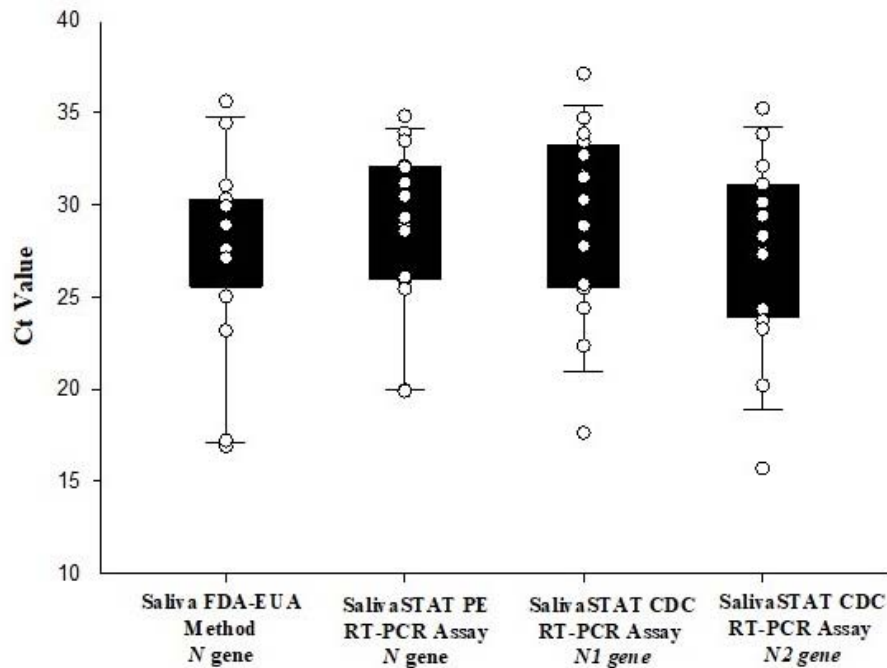 40
35
30
25
20
15
10
Ct Value
Saliva FDA-EUA
Method
N gene
SalivaSTAT PE
RT-PCR Assay
N gene
SalivaSTAT CDC
RT-PCR Assay
N1 gene
SalivaSTAT CDC
RT-PCR Assay
N2 gene